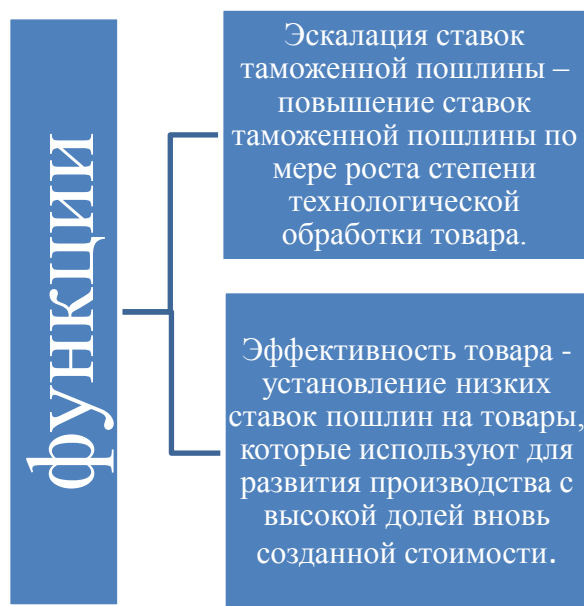 функции
Эскалация ставок
таможенной пошлины –
повышение ставок
таможенной пошлины по
мере роста степени
технологической
обработки товара.
Эффективность товара -
установление низких
ставок пошлин на товары,
которые используют для
развития производства с
высокой долей вновь
созданной стоимости.